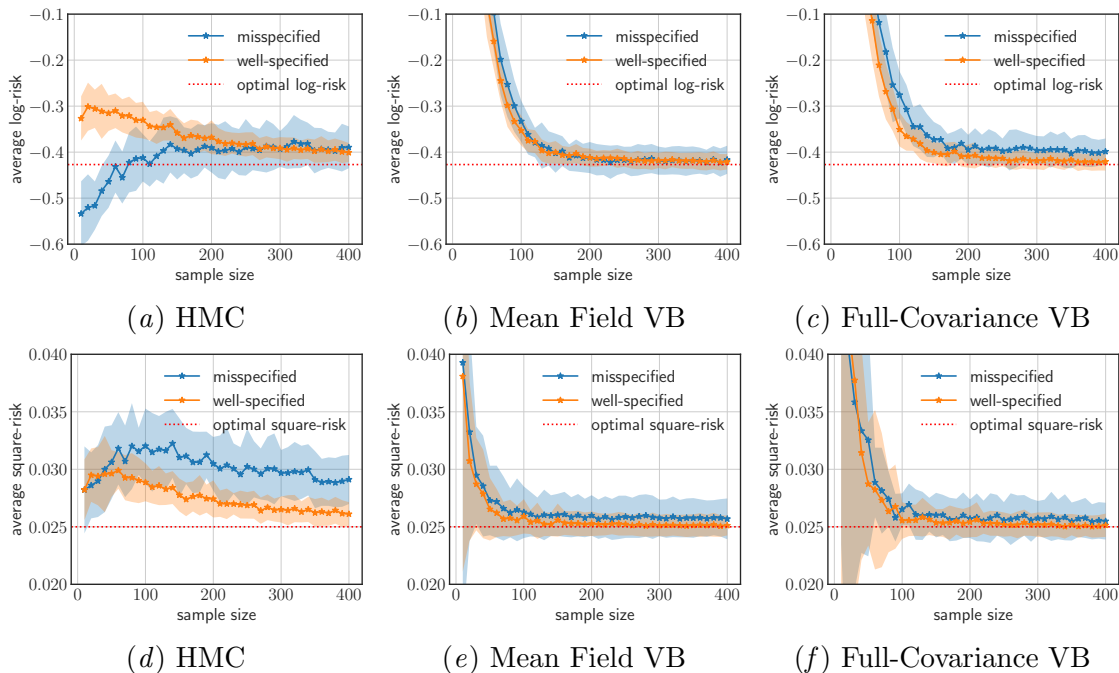 −0.1
−0.2
−0.3
−0.4
−0.5
−0.6
average log-risk
misspecified
well-specified
optimal log-risk
0 100 200 300 400
sample size
(a) HMC
−0.1
−0.2
−0.3
−0.4
−0.5
−0.6
average log-risk
misspecified
well-specified
optimal log-risk
0 100 200 300 400
sample size
(b) Mean Field VB
−0.1
−0.2
−0.3
−0.4
−0.5
−0.6
average log-risk
misspecified
well-specified
optimal log-risk
0 100 200 300 400
sample size
(c) Full-Covariance VB
0.040
0.035
0.030
0.025
0.020
average square-risk
misspecified
well-specified
optimal square-risk
0 100 200 300 400
sample size
(d) HMC
0.040
0.035
0.030
0.025
0.020
average square-risk
misspecified
well-specified
optimal square-risk
0 100 200 300 400
sample size
(e) Mean Field VB
0.040
0.035
0.030
0.025
0.020
average square-risk
misspecified
well-specified
optimal square-risk
0 100 200 300 400
sample size
(f) Full-Covariance VB